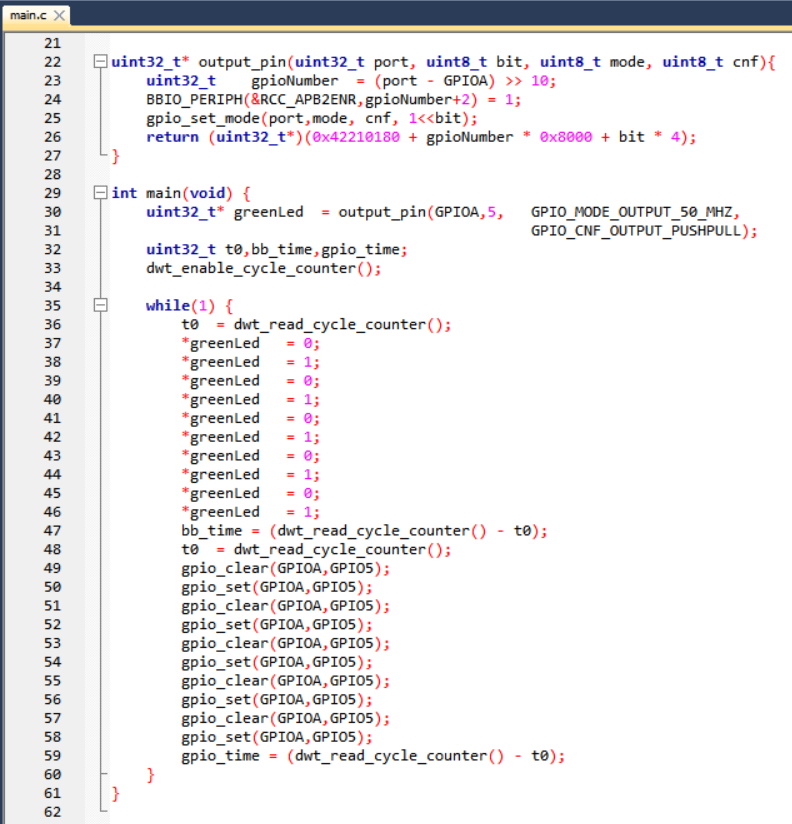 main.c
21
22 uint32_t* output_pin(uint32_t port, uint8_t bit, uint8_t mode, uint8_t cnf){
23 uint32_t gpioNumber = (port - GPIOA) >> 10;
24 BBIO_PERIPH(&RCC_APB2ENR,gpioNumber+2) = 1;
25 gpio_set_mode(port,mode, cnf, 1<<bit);
26 return (uint32_t*)(0x42210180 + gpioNumber * 0x8000 + bit * 4);
27 }
28
29 int main(void) {
30 uint32_t* greenLed = output_pin(GPIOA,5, GPIO_MODE_OUTPUT_50_MHZ,
31 GPIO_CNF_OUTPUT_PUSHPULL);
32 uint32_t t0,bb_time,gpio_time;
33 dwt_enable_cycle_counter();
34
35 while(1) {
36 t0 = dwt_read_cycle_counter();
37 *greenLed = 0;
38 *greenLed = 1;
39 *greenLed = 0;
40 *greenLed = 1;
41 *greenLed = 0;
42 *greenLed = 1;
43 *greenLed = 0;
44 *greenLed = 1;
45 *greenLed = 0;
46 *greenLed = 1;
47 bb_time = (dwt_read_cycle_counter() - t0);
48 t0 = dwt_read_cycle_counter();
49 gpio_clear(GPIOA,GPIO5);
50 gpio_set(GPIOA,GPIO5);
51 gpio_clear(GPIOA,GPIO5);
52 gpio_set(GPIOA,GPIO5);
53 gpio_clear(GPIOA,GPIO5);
54 gpio_set(GPIOA,GPIO5);
55 gpio_clear(GPIOA,GPIO5);
56 gpio_set(GPIOA,GPIO5);
57 gpio_clear(GPIOA,GPIO5);
58 gpio_set(GPIOA,GPIO5);
59 gpio_time = (dwt_read_cycle_counter() - t0);
60 }
61 }
62